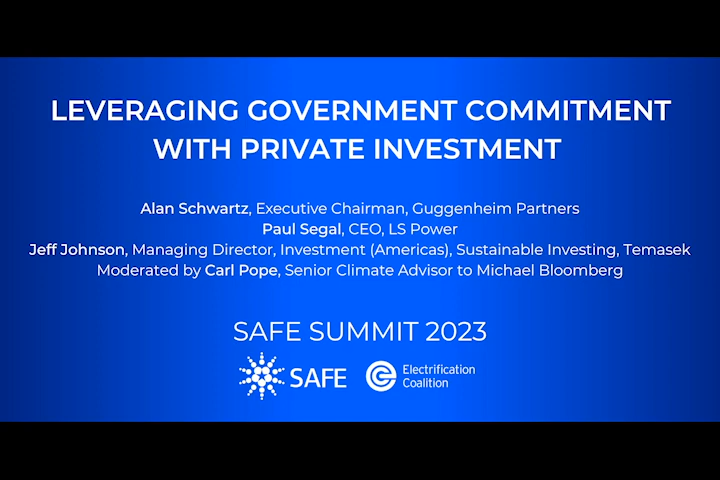 LEVERAGING GOVERNMENT COMMITMENT
WITH PRIVATE INVESTMENT
Alan Schwartz, Executive Chairman, Guggenheim Partners
Paul Segal, CEO, LS Power
Jeff Johnson, Managing Director, Investment (Americas), Sustainable Investing, Temasek
Moderated by Carl Pope, Senior Climate Advisor to Michael Bloomberg
SAFE SUMMIT 2023
SAFE
Electrification
Coalition